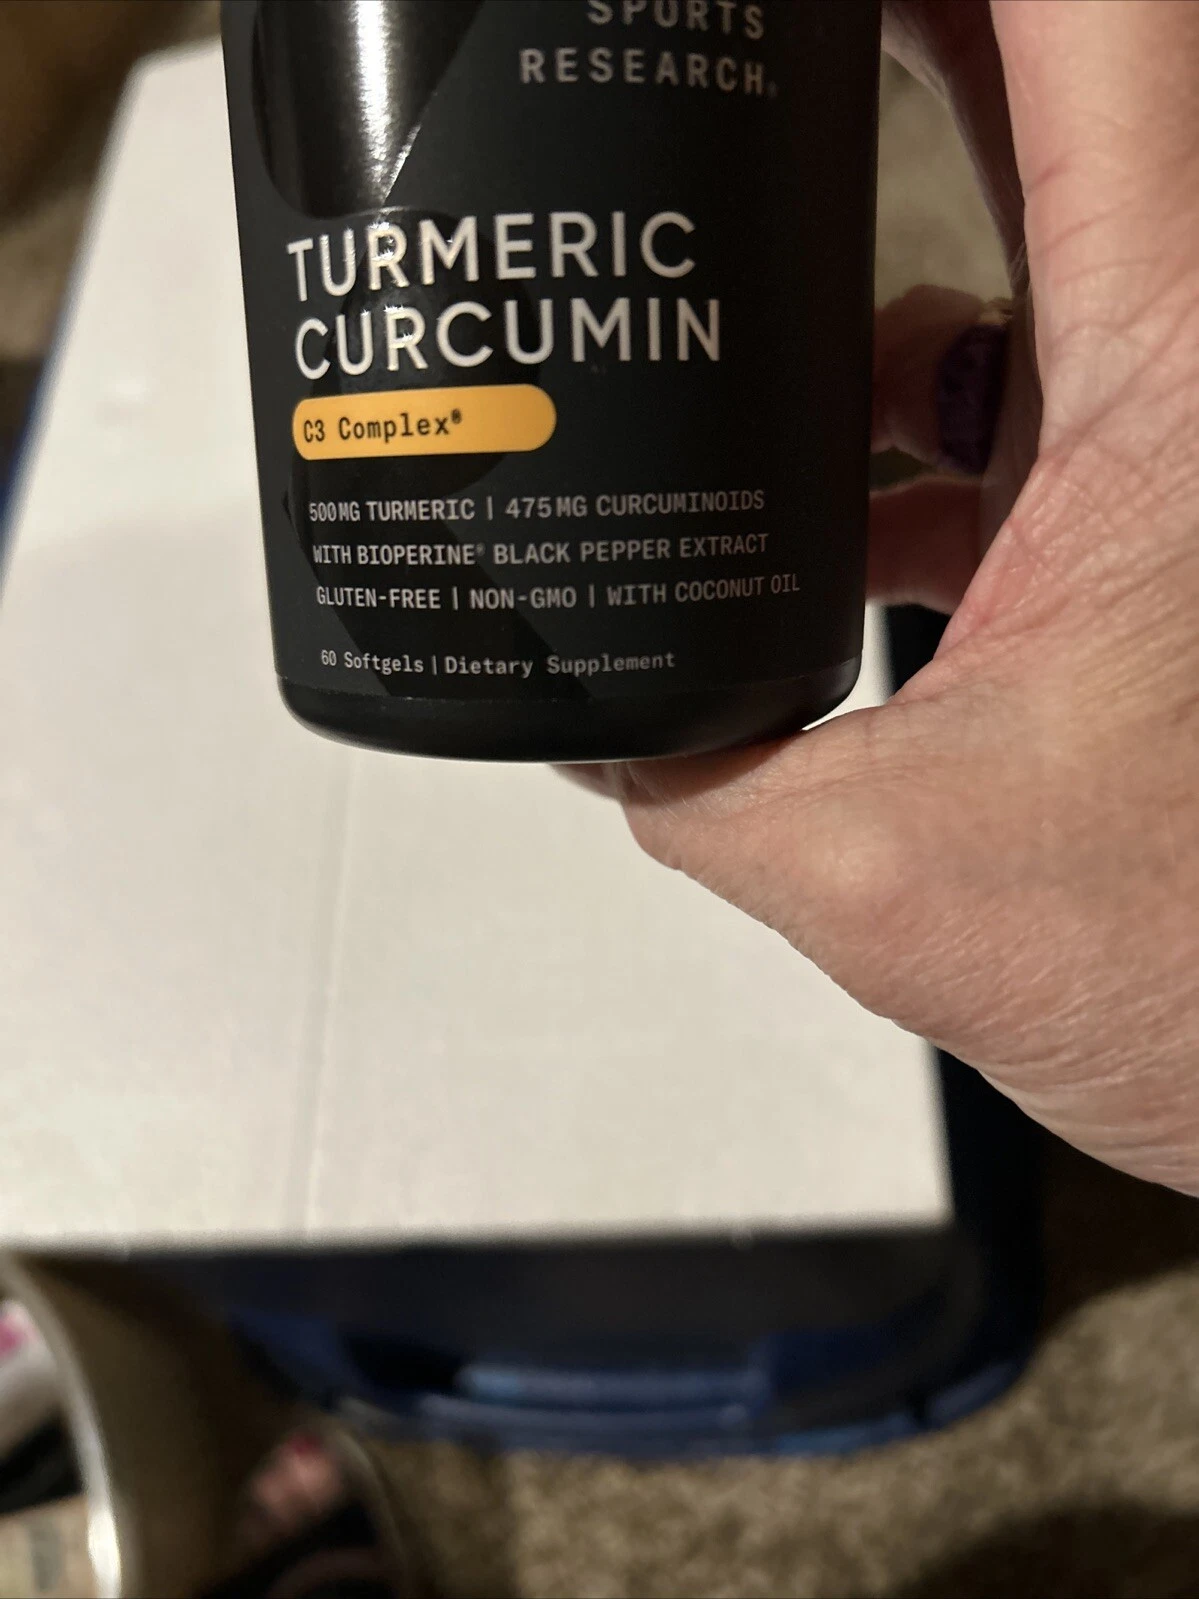 SPORTS
RESEARCH®
TURMERIC
CURCUMIN
C3 Complex®
500MG TURMERIC | 475MG CURCUMINOIDS
WITH BIOPERINE® BLACK PEPPER EXTRACT
GLUTEN-FREE | NON-GMO | WITH COCONUT OIL
60 Softgels | Dietary Supplement